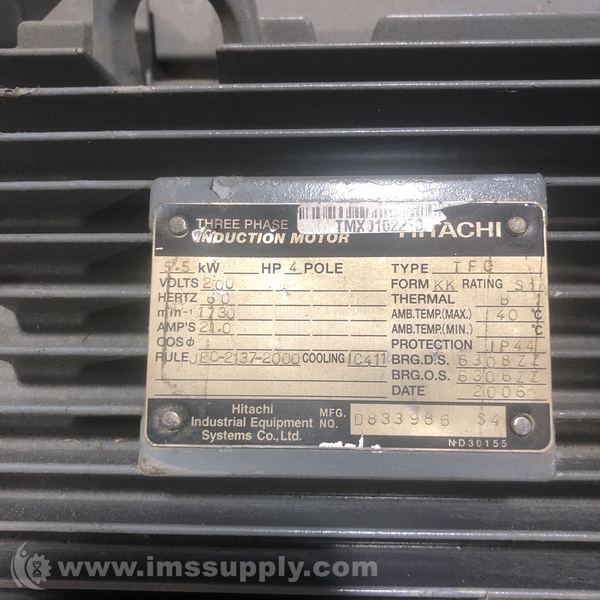 THREE PHASE
INDUCTION MOTOR
HITACHI
5.5 kW HP 4 POLE
VOLTS 200
HERTZ 60
min-1 1730
AMP'S 21.0
COS ϕ
RULE JEC-2137-2000 COOLING IC411
TYPE TFO
FORM KK RATING S1
THERMAL B
AMB.TEMP.(MAX.) 40 °C
AMB.TEMP.(MIN.) °C
PROTECTION IP44
BRG.D.S. 6308ZZ
BRG.O.S. 6306ZZ
DATE 2006
Hitachi
Industrial Equipment
Systems Co., Ltd.
MFG.
NO. D833986 S4
ND30155
www.imssupply.com